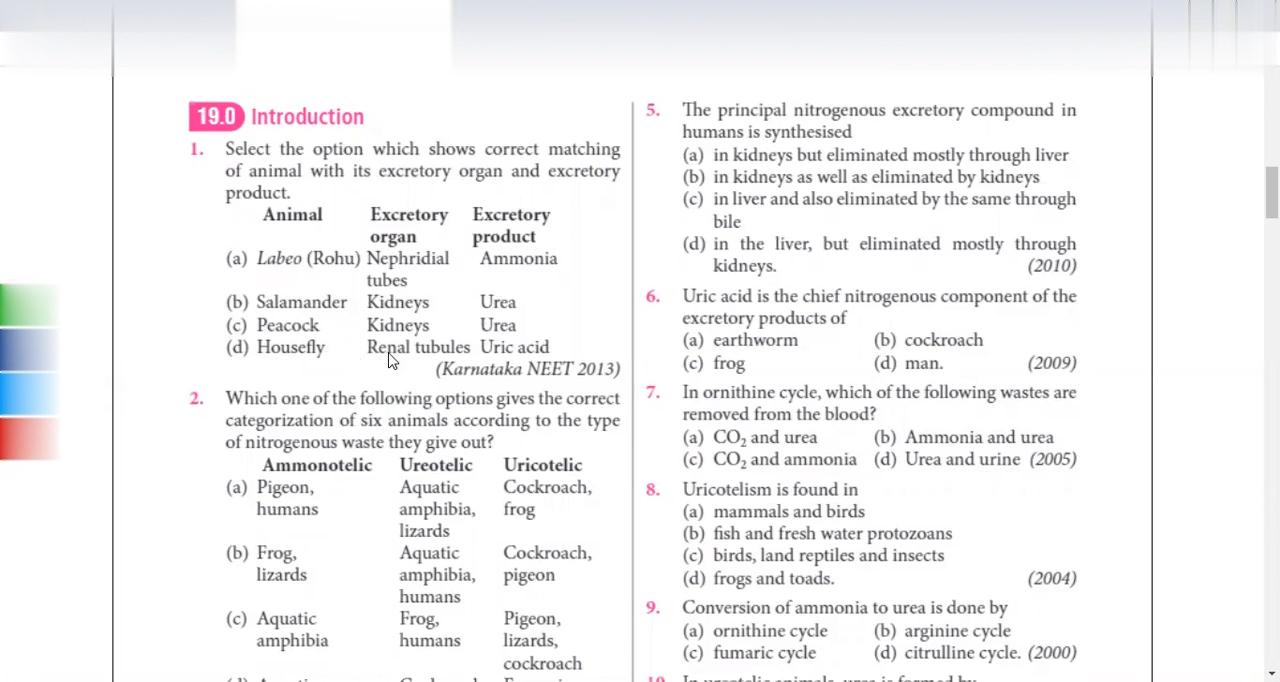 19.0 Introduction
1. Select the option which shows correct matching
of animal with its excretory organ and excretory
product.
Animal Excretory Excretory
organ product
(a) Labeo (Rohu) Nephridial Ammonia
tubes
(b) Salamander Kidneys Urea
(c) Peacock Kidneys Urea
(d) Housefly Renal tubules Uric acid
(Karnataka NEET 2013)
2. Which one of the following options gives the correct
categorization of six animals according to the type
of nitrogenous waste they give out?
Ammonotelic Ureotelic Uricotelic
(a) Pigeon, Aquatic Cockroach,
humans amphibia, frog
lizards
(b) Frog, Aquatic Cockroach,
lizards amphibia, pigeon
humans
(c) Aquatic Frog, Pigeon,
amphibia humans lizards,
cockroach
5. The principal nitrogenous excretory compound in
humans is synthesised
(a) in kidneys but eliminated mostly through liver
(b) in kidneys as well as eliminated by kidneys
(c) in liver and also eliminated by the same through
bile
(d) in the liver, but eliminated mostly through
kidneys. (2010)
6. Uric acid is the chief nitrogenous component of the
excretory products of
(a) earthworm (b) cockroach
(c) frog (d) man. (2009)
7. In ornithine cycle, which of the following wastes are
removed from the blood?
(a) CO₂ and urea (b) Ammonia and urea
(c) CO₂ and ammonia (d) Urea and urine (2005)
8. Uricotelism is found in
(a) mammals and birds
(b) fish and fresh water protozoans
(c) birds, land reptiles and insects
(d) frogs and toads. (2004)
9. Conversion of ammonia to urea is done by
(a) ornithine cycle (b) arginine cycle
(c) fumaric cycle (d) citrulline cycle. (2000)